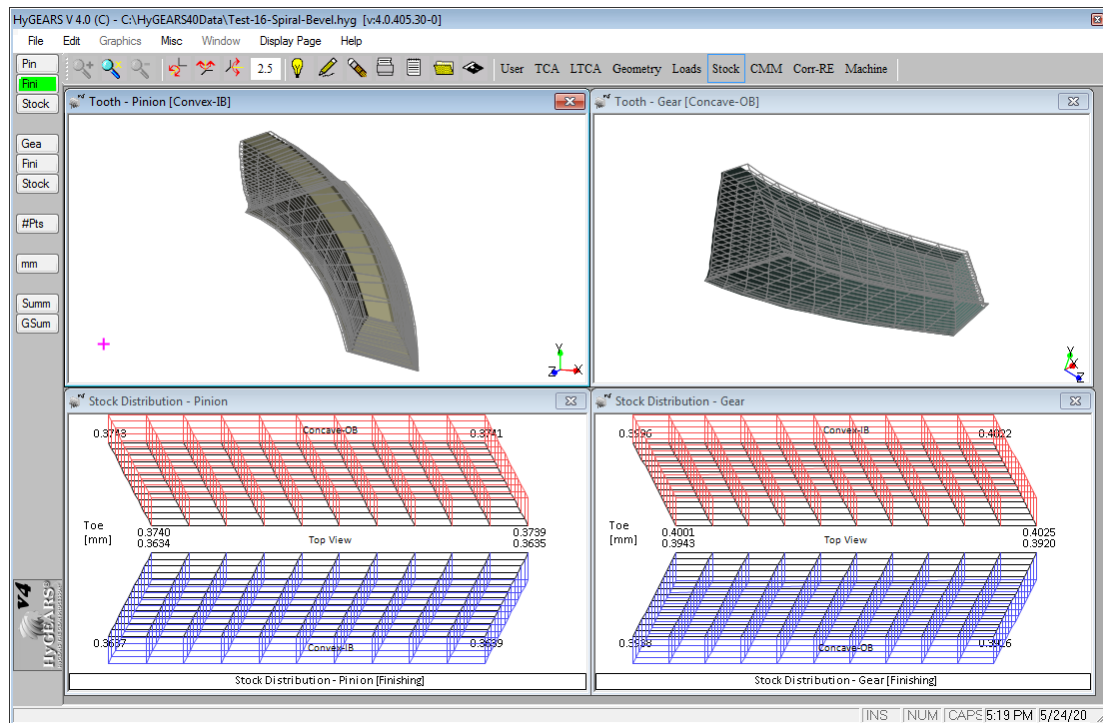 HyGEARS V 4.0 (C) - C:\HyGEARS40Data\Test-16-Spiral-Bevel.hyg [v:4.0.405.30-0]
File Edit Graphics Misc Window Display Page Help
2.5 User TCA LTCA Geometry Loads Stock CMM Corr-RE Machine
Pin
Fini
Stock
Gea
Fini
Stock
#Pts
mm
Summ
GSum
V4
HyGEARS
Tooth - Pinion [Convex-IB]
Y
Z X
Tooth - Gear [Concave-OB]
Y
X
Z
Stock Distribution - Pinion
0.3743 Concave-OB 0.3741
Toe 0.3740 0.3739
[mm] 0.3634 Top View 0.3635
0.3637 Convex-IB 0.3639
Stock Distribution - Pinion [Finishing]
Stock Distribution - Gear
Convex-IB 0.4022
Toe 0.4001 0.4025
[mm] 0.3943 Top View 0.3920
Concave-OB
Stock Distribution - Gear [Finishing]
INS NUM CAPS 5:19 PM 5/24/20